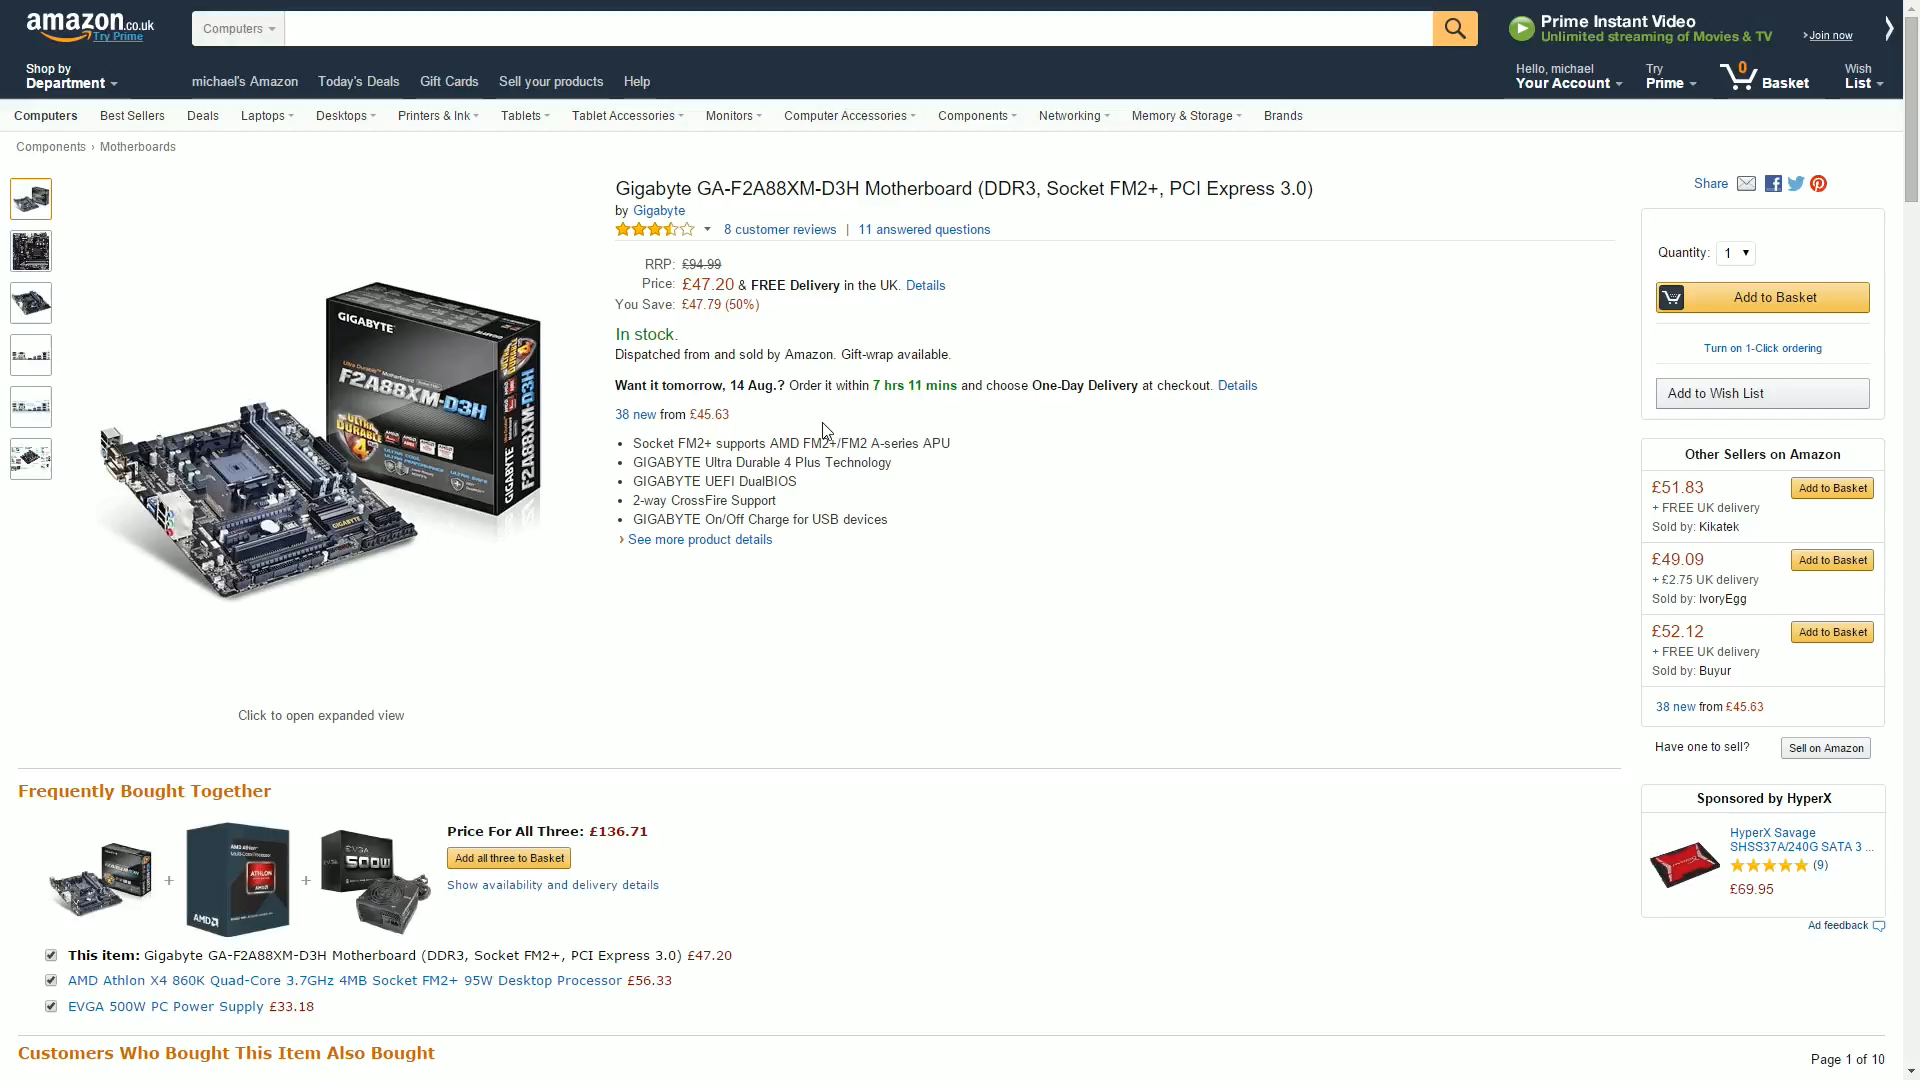 amazon.co.uk
Try Prime
Computers
Prime Instant Video
Unlimited streaming of Movies & TV
Join now
Shop by
Department
michael's Amazon
Today's Deals
Gift Cards
Sell your products
Help
Hello, michael
Your Account
Try
Prime
0
Basket
Wish
List
Computers
Best Sellers
Deals
Laptops
Desktops
Printers & Ink
Tablets
Tablet Accessories
Monitors
Computer Accessories
Components
Networking
Memory & Storage
Brands
Components › Motherboards
Gigabyte GA-F2A88XM-D3H Motherboard (DDR3, Socket FM2+, PCI Express 3.0)
by Gigabyte
8 customer reviews | 11 answered questions
RRP: £94.99
Price: £47.20 & FREE Delivery in the UK. Details
You Save: £47.79 (50%)
In stock.
Dispatched from and sold by Amazon. Gift-wrap available.
Want it tomorrow, 14 Aug.? Order it within 7 hrs 11 mins and choose One-Day Delivery at checkout. Details
38 new from £45.63
• Socket FM2+ supports AMD FM2+/FM2 A-series APU
• GIGABYTE Ultra Durable 4 Plus Technology
• GIGABYTE UEFI DualBIOS
• 2-way CrossFire Support
• GIGABYTE On/Off Charge for USB devices
› See more product details
GIGABYTE
Ultra Durable Motherboard
F2A88XM-D3H
ULTRA
DURABLE
4
GIGABYTE
F2A88XM-D3H
GIGABYTE
Click to open expanded view
Share
Quantity: 1
Add to Basket
Turn on 1-Click ordering
Add to Wish List
Other Sellers on Amazon
£51.83
Add to Basket
+ FREE UK delivery
Sold by: Kikatek
£49.09
Add to Basket
+ £2.75 UK delivery
Sold by: IvoryEgg
£52.12
Add to Basket
+ FREE UK delivery
Sold by: Buyur
38 new from £45.63
Have one to sell?
Sell on Amazon
Sponsored by HyperX
HyperX Savage
SHSS37A/240G SATA 3 ...
(9)
£69.95
Ad feedback
Frequently Bought Together
AMD Athlon
ATHLON
AMD
EVGA
500W
+
+
Price For All Three: £136.71
Add all three to Basket
Show availability and delivery details
This item: Gigabyte GA-F2A88XM-D3H Motherboard (DDR3, Socket FM2+, PCI Express 3.0) £47.20
AMD Athlon X4 860K Quad-Core 3.7GHz 4MB Socket FM2+ 95W Desktop Processor £56.33
EVGA 500W PC Power Supply £33.18
Customers Who Bought This Item Also Bought
Page 1 of 10